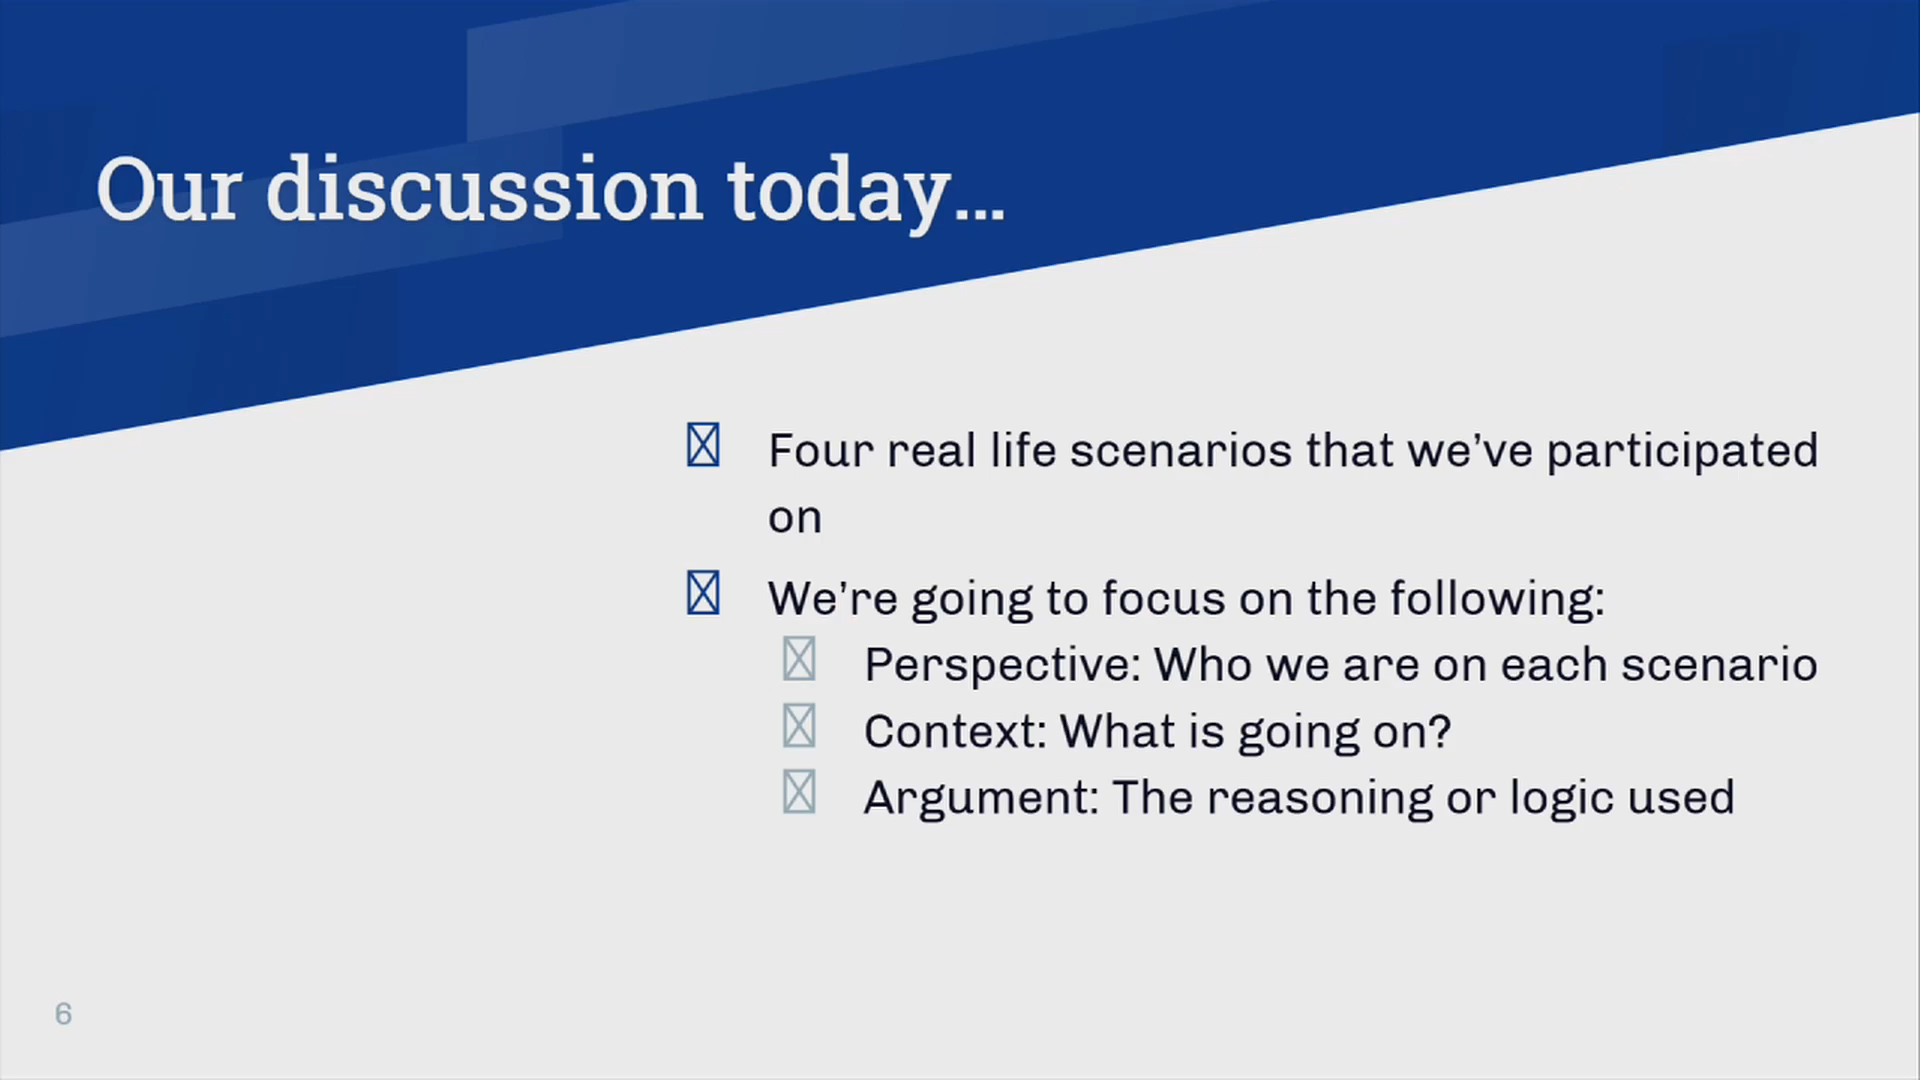 Our discussion today...
Four real life scenarios that we’ve participated
on
We’re going to focus on the following:
Perspective: Who we are on each scenario
Context: What is going on?
Argument: The reasoning or logic used
6